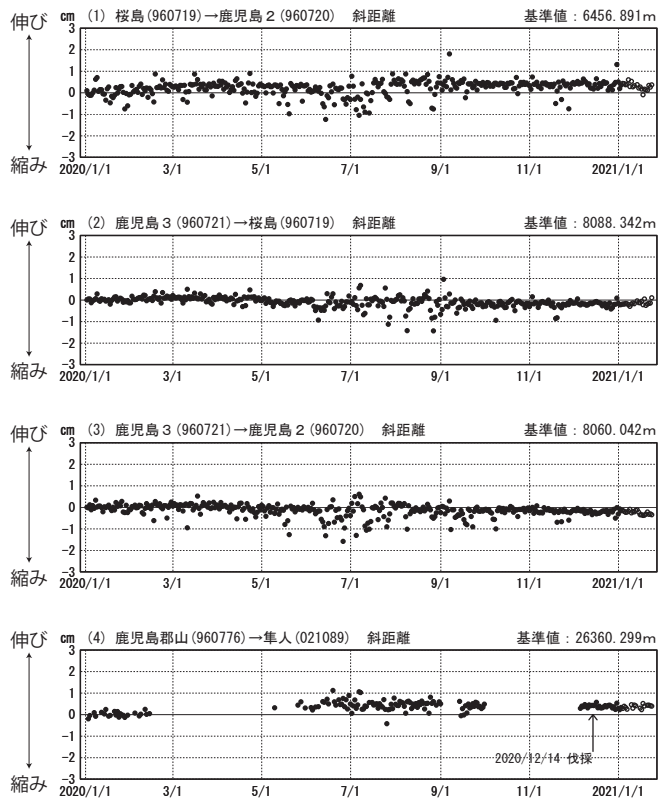 伸び
cm (1) 桜島(960719)→鹿児島2(960720) 斜距離 基準値：6456.891m
3
2
1
0
-1
-2
-3
縮み
2020/1/1 3/1 5/1 7/1 9/1 11/1 2021/1/1
伸び
cm (2) 鹿児島3(960721)→桜島(960719) 斜距離 基準値：8088.342m
3
2
1
0
-1
-2
-3
縮み
2020/1/1 3/1 5/1 7/1 9/1 11/1 2021/1/1
伸び
cm (3) 鹿児島3(960721)→鹿児島2(960720) 斜距離 基準値：8060.042m
3
2
1
0
-1
-2
-3
縮み
2020/1/1 3/1 5/1 7/1 9/1 11/1 2021/1/1
伸び
cm (4) 鹿児島郡山(960776)→隼人(021089) 斜距離 基準値：26360.299m
3
2
1
0
-1
-2
2020/12/14 伐採
-3
縮み
2020/1/1 3/1 5/1 7/1 9/1 11/1 2021/1/1